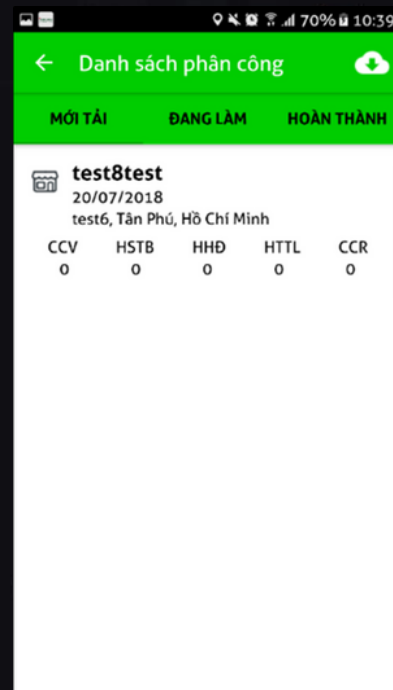 70% 10:39
Danh sách phân công
MỚI TẢI ĐANG LÀM HOÀN THÀNH
test8test
20/07/2018
test6, Tân Phú, Hồ Chí Minh
CCV HSTB HHĐ HTTL CCR
0 0 0 0 0